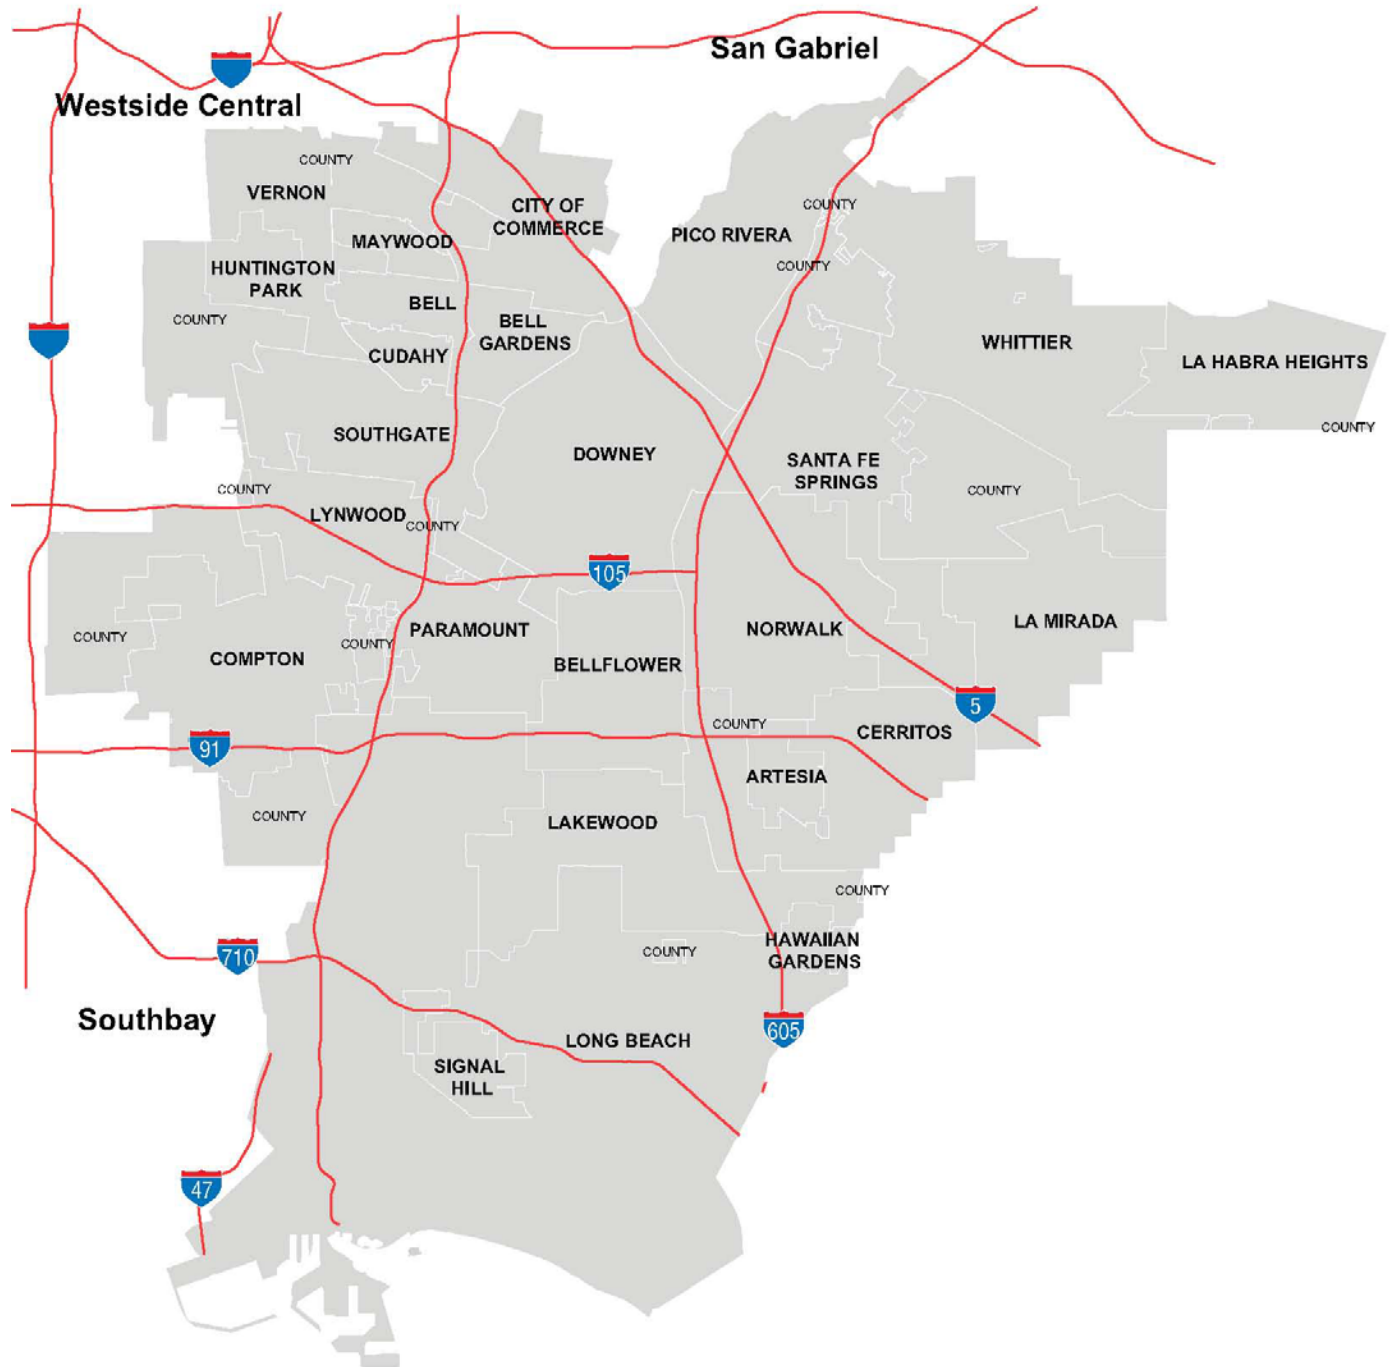 San Gabriel
Westside Central
COUNTY
VERNON
CITY OF
COMMERCE
COUNTY
PICO RIVERA
MAYWOOD
COUNTY
HUNTINGTON
PARK
BELL
COUNTY
BELL
GARDENS
CUDAHY
WHITTIER
LA HABRA HEIGHTS
COUNTY
SOUTHGATE
DOWNEY
SANTA FE
SPRINGS
COUNTY
COUNTY
LYNWOOD
COUNTY
105
COUNTY
COMPTON
COUNTY
PARAMOUNT
BELLFLOWER
NORWALK
LA MIRADA
5
COUNTY
CERRITOS
91
ARTESIA
COUNTY
LAKEWOOD
COUNTY
HAWAIIAN
GARDENS
COUNTY
710
Southbay
605
LONG BEACH
SIGNAL
HILL
47